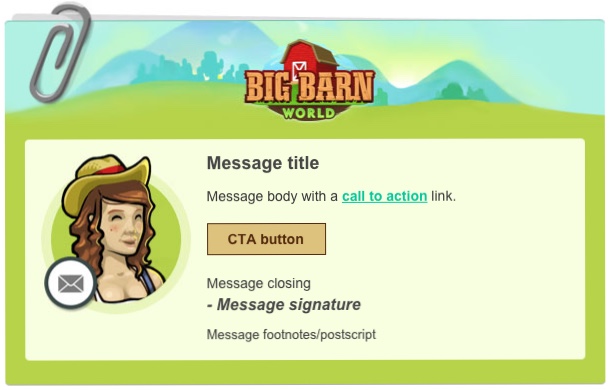 BIG BARN
WORLD
Message title
Message body with a call to action link.
CTA button
Message closing
- Message signature
Message footnotes/postscript